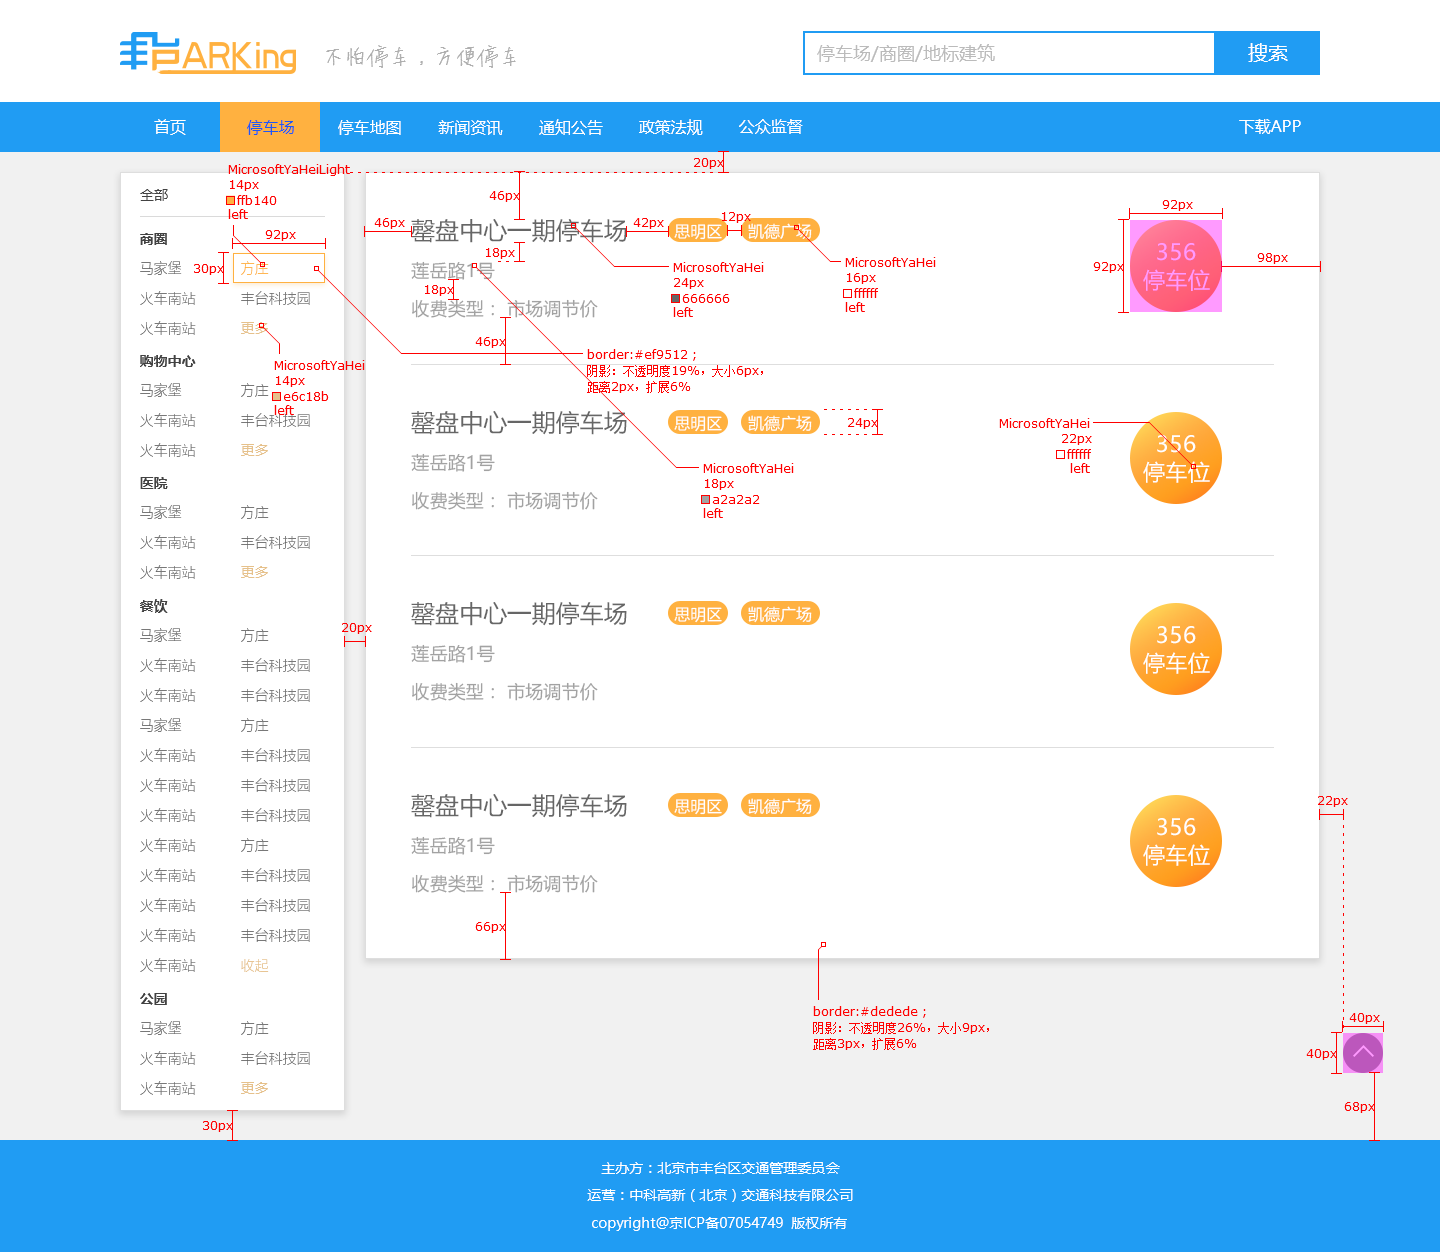 丰台PARKing
不怕停车，方便停车
停车场/商圈/地标建筑
搜索
首页
停车场
停车地图
新闻资讯
通知公告
政策法规
公众监督
下载APP
20px
MicrosoftYaHeiLight
14px
ffb140
left
92px
30px
全部
商圈
马家堡 方庄
火车南站 丰台科技园
火车南站 更多
MicrosoftYaHei
14px
e6c18b
left
购物中心
马家堡 方庄
火车南站 丰台科技园
火车南站 更多
医院
马家堡 方庄
火车南站 丰台科技园
火车南站 更多
餐饮
马家堡 方庄
火车南站 丰台科技园
火车南站 丰台科技园
马家堡 方庄
火车南站 丰台科技园
火车南站 丰台科技园
火车南站 丰台科技园
马家堡 方庄
火车南站 丰台科技园
火车南站 丰台科技园
火车南站 丰台科技园
火车南站 收起
公园
马家堡 方庄
火车南站 丰台科技园
火车南站 更多
30px
20px
46px
46px
42px
12px
罄盘中心一期停车场
思明区
凯德广场
18px
莲岳路1号
18px
收费类型： 市场调节价
46px
MicrosoftYaHei
24px
666666
left
MicrosoftYaHei
16px
ffffff
left
92px
92px
98px
356
停车位
border:#ef9512；
阴影：不透明度19%，大小6px，
距离2px，扩展6%
罄盘中心一期停车场
思明区
凯德广场
24px
莲岳路1号
收费类型： 市场调节价
MicrosoftYaHei
18px
a2a2a2
left
MicrosoftYaHei
22px
ffffff
left
356
停车位
罄盘中心一期停车场
思明区
凯德广场
莲岳路1号
收费类型： 市场调节价
356
停车位
罄盘中心一期停车场
思明区
凯德广场
莲岳路1号
收费类型： 市场调节价
356
停车位
66px
22px
border:#dedede；
阴影：不透明度26%，大小9px，
距离3px，扩展6%
40px
40px
68px
主办方：北京市丰台区交通管理委员会
运营：中科高新（北京）交通科技有限公司
copyright@京ICP备07054749 版权所有